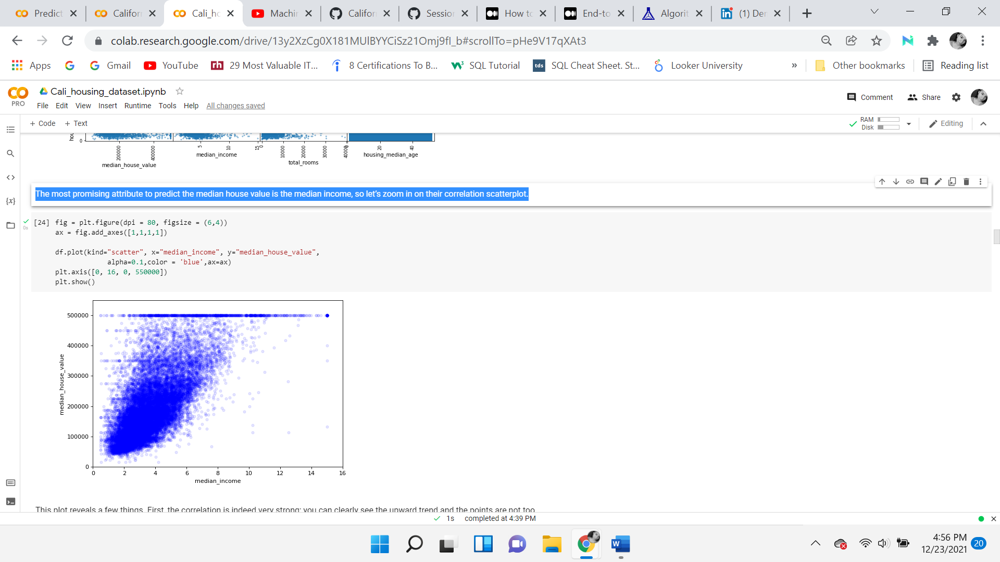 Predict
Califor
Cali_ho
Machir
Califor
Session
How to
End-to
Algorit
(1) Der
colab.research.google.com/drive/13y2XzCg0X181MUlBYYCiSz21Omj9fI_b#scrollTo=pHe9V17qXAt3
Apps
Gmail
YouTube
29 Most Valuable IT...
8 Certifications To B...
SQL Tutorial
SQL Cheat Sheet. St...
Looker University
»
Other bookmarks
Reading list
PRO
Cali_housing_dataset.ipynb
File Edit View Insert Runtime Tools Help All changes saved
Comment
Share
+ Code + Text
RAM
Disk
Editing
0
200000 400000
median_house_value
5 10 15
median_income
0 10000 20000 30000 40000
total_rooms
20 40
housing_median_age
The most promising attribute to predict the median house value is the median income, so let's zoom in on their correlation scatterplot.
[24] fig = plt.figure(dpi = 80, figsize = (6,4))
ax = fig.add_axes([1,1,1,1])
df.plot(kind="scatter", x="median_income", y="median_house_value",
alpha=0.1,color = 'blue',ax=ax)
plt.axis([0, 16, 0, 550000])
plt.show()
0s
500000
400000
300000
200000
100000
0
median_house_value
0 2 4 6 8 10 12 14 16
median_income
This plot reveals a few things. First, the correlation is indeed very strong; you can clearly see the upward trend and the points are not too
1s completed at 4:39 PM
4:56 PM
12/23/2021
20